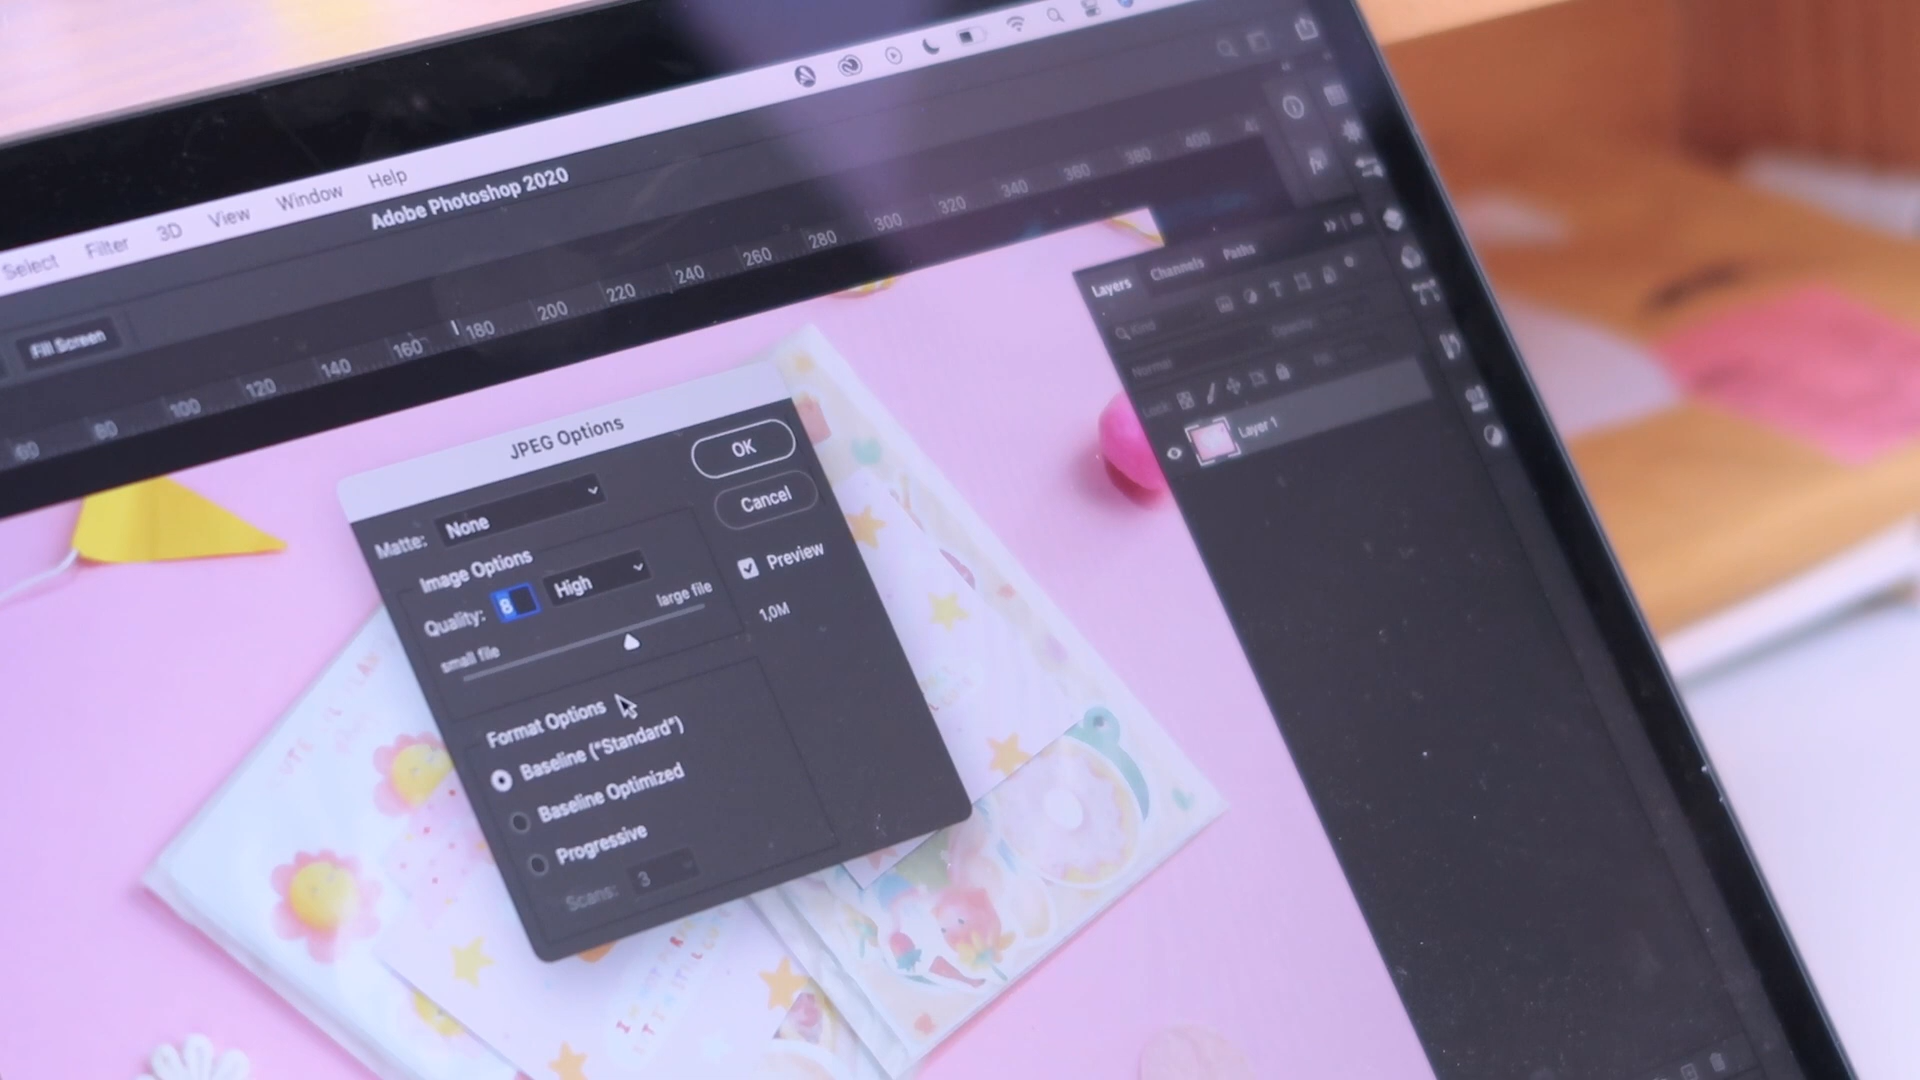 Select Filter 3D View Window Help
Adobe Photoshop 2020
Fill Screen
60 80 100 120 140 160 180 200 220 240 260 280 300 320 340 360 380 400
Layers Channels Paths
Kind
Normal
Layer 1
JPEG Options
Matte: None
OK
Cancel
Image Options
Quality: 8 High
small file large file
Preview
1,0M
Format Options
Baseline ("Standard")
Baseline Optimized
Progressive
Scans: 3